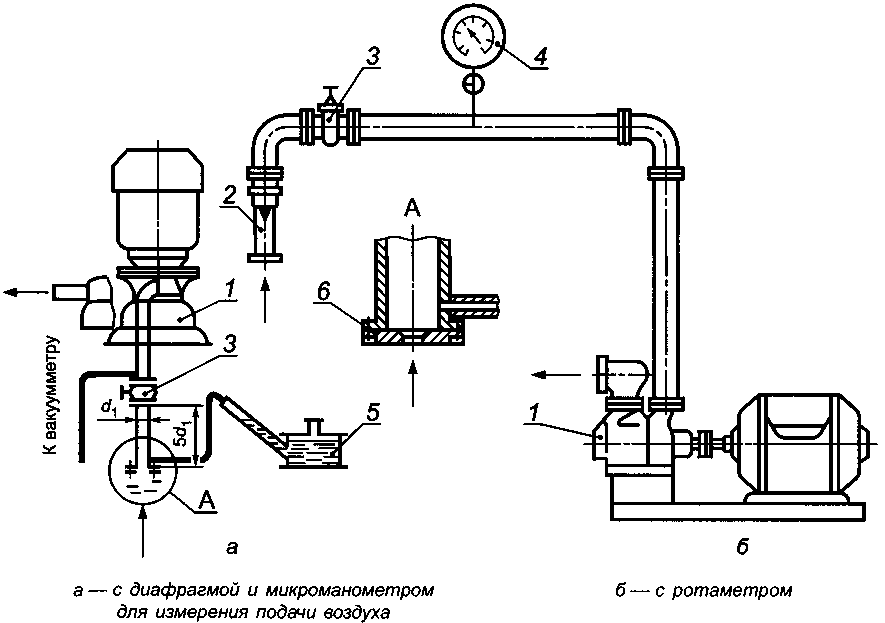 3
4
2
А
1
6
К вакуумметру
3
d₁
5d₁
5
1
А
а
б
а — с диафрагмой и микроманометром
для измерения подачи воздуха
б — с ротаметром